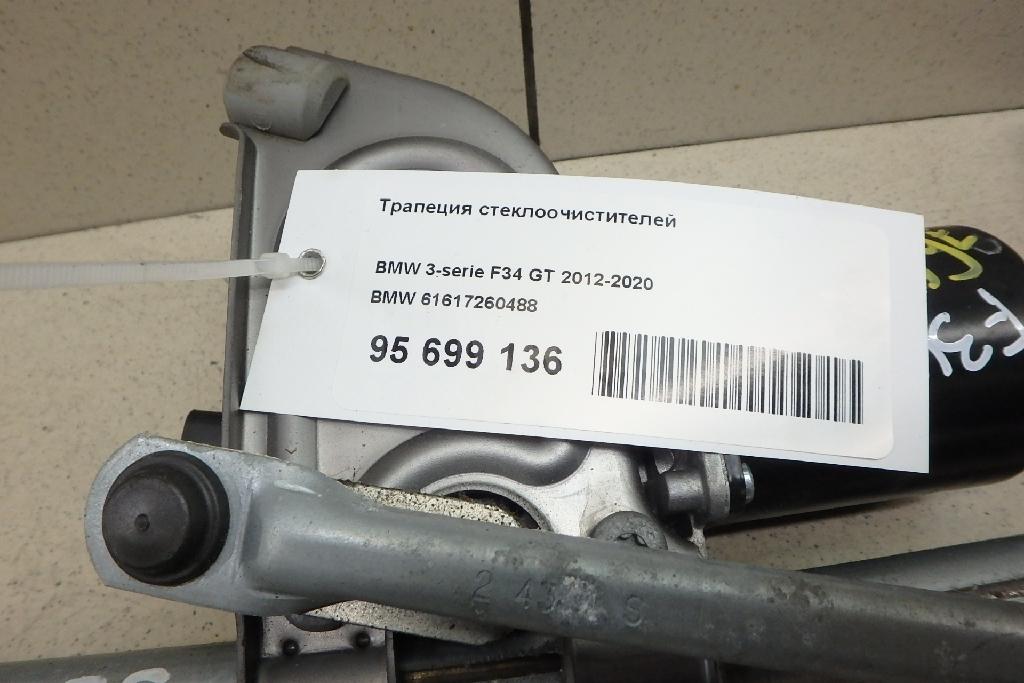 Трапеция стеклоочистителей
BMW 3-serie F34 GT 2012-2020
BMW 61617260488
95 699 136